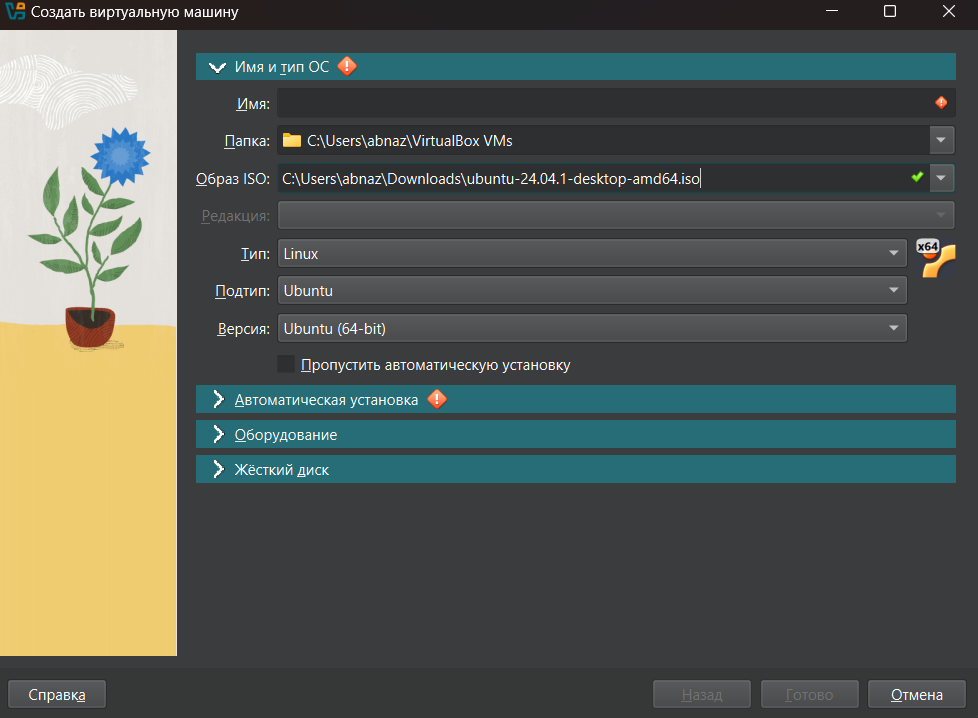 Создать виртуальную машину
Имя и тип ОС
Имя:
Папка: C:\Users\abnaz\VirtualBox VMs
Образ ISO: C:\Users\abnaz\Downloads\ubuntu-24.04.1-desktop-amd64.iso
Редакция:
Тип: Linux
x64
Подтип: Ubuntu
Версия: Ubuntu (64-bit)
Пропустить автоматическую установку
Автоматическая установка
Оборудование
Жёсткий диск
Справка Назад Готово Отмена